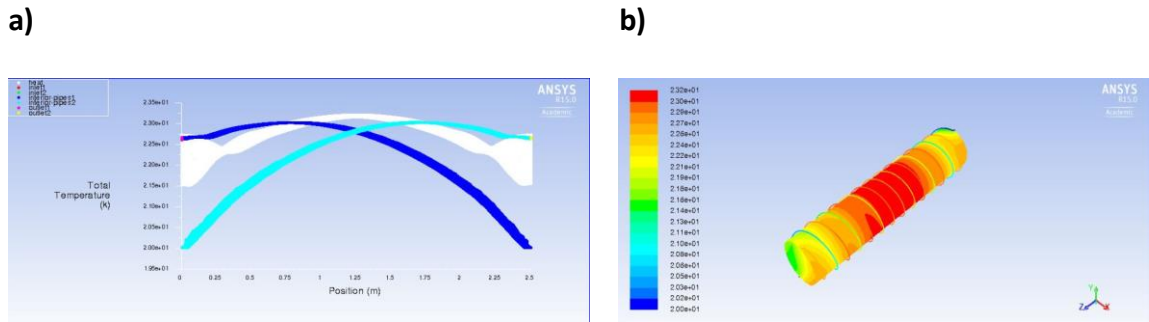 a)
b)
heat
inlet1
inlet2
interior-pipes1
interior-pipes2
outlet1
outlet2
ANSYS
R15.0
Academic
2.35e+01
2.30e+01
2.25e+01
2.20e+01
2.15e+01
2.10e+01
2.05e+01
2.00e+01
1.95e+01
Total
Temperature
(k)
0 0.25 0.5 0.75 1 1.25 1.5 1.75 2 2.25 2.5
Position (m)
2.32e+01
2.30e+01
2.29e+01
2.27e+01
2.26e+01
2.24e+01
2.22e+01
2.21e+01
2.19e+01
2.18e+01
2.16e+01
2.14e+01
2.13e+01
2.11e+01
2.10e+01
2.08e+01
2.06e+01
2.05e+01
2.03e+01
2.02e+01
2.00e+01
ANSYS
R15.0
Academic
Y
Z X